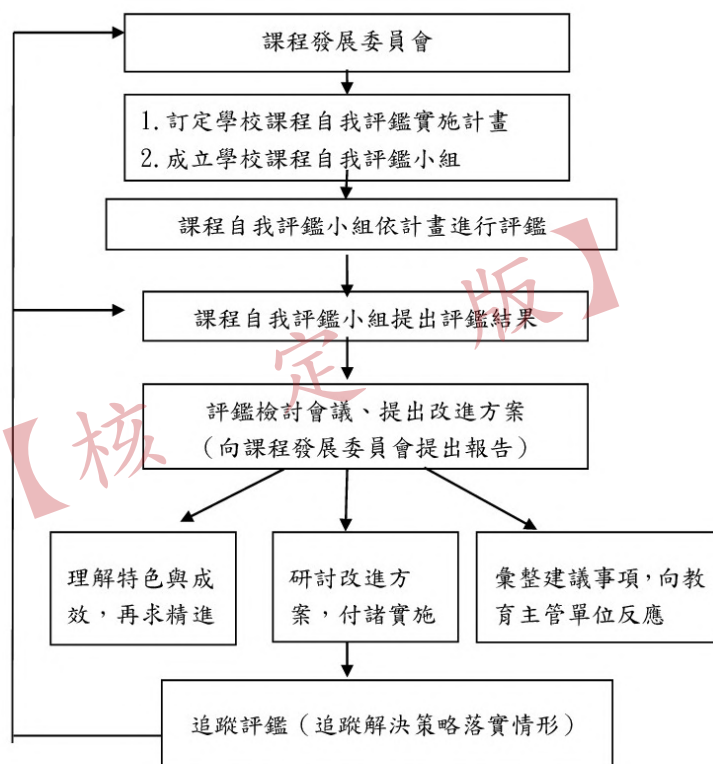 課程發展委員會
1.訂定學校課程自我評鑑實施計畫
2.成立學校課程自我評鑑小組
課程自我評鑑小組依計畫進行評鑑
課程自我評鑑小組提出評鑑結果
評鑑檢討會議、提出改進方案
(向課程發展委員會提出報告)
理解特色與成
效，再求精進
研討改進方
案，付諸實施
彙整建議事項，向教
育主管單位反應
追蹤評鑑（追蹤解決策略落實情形）
【核定版】